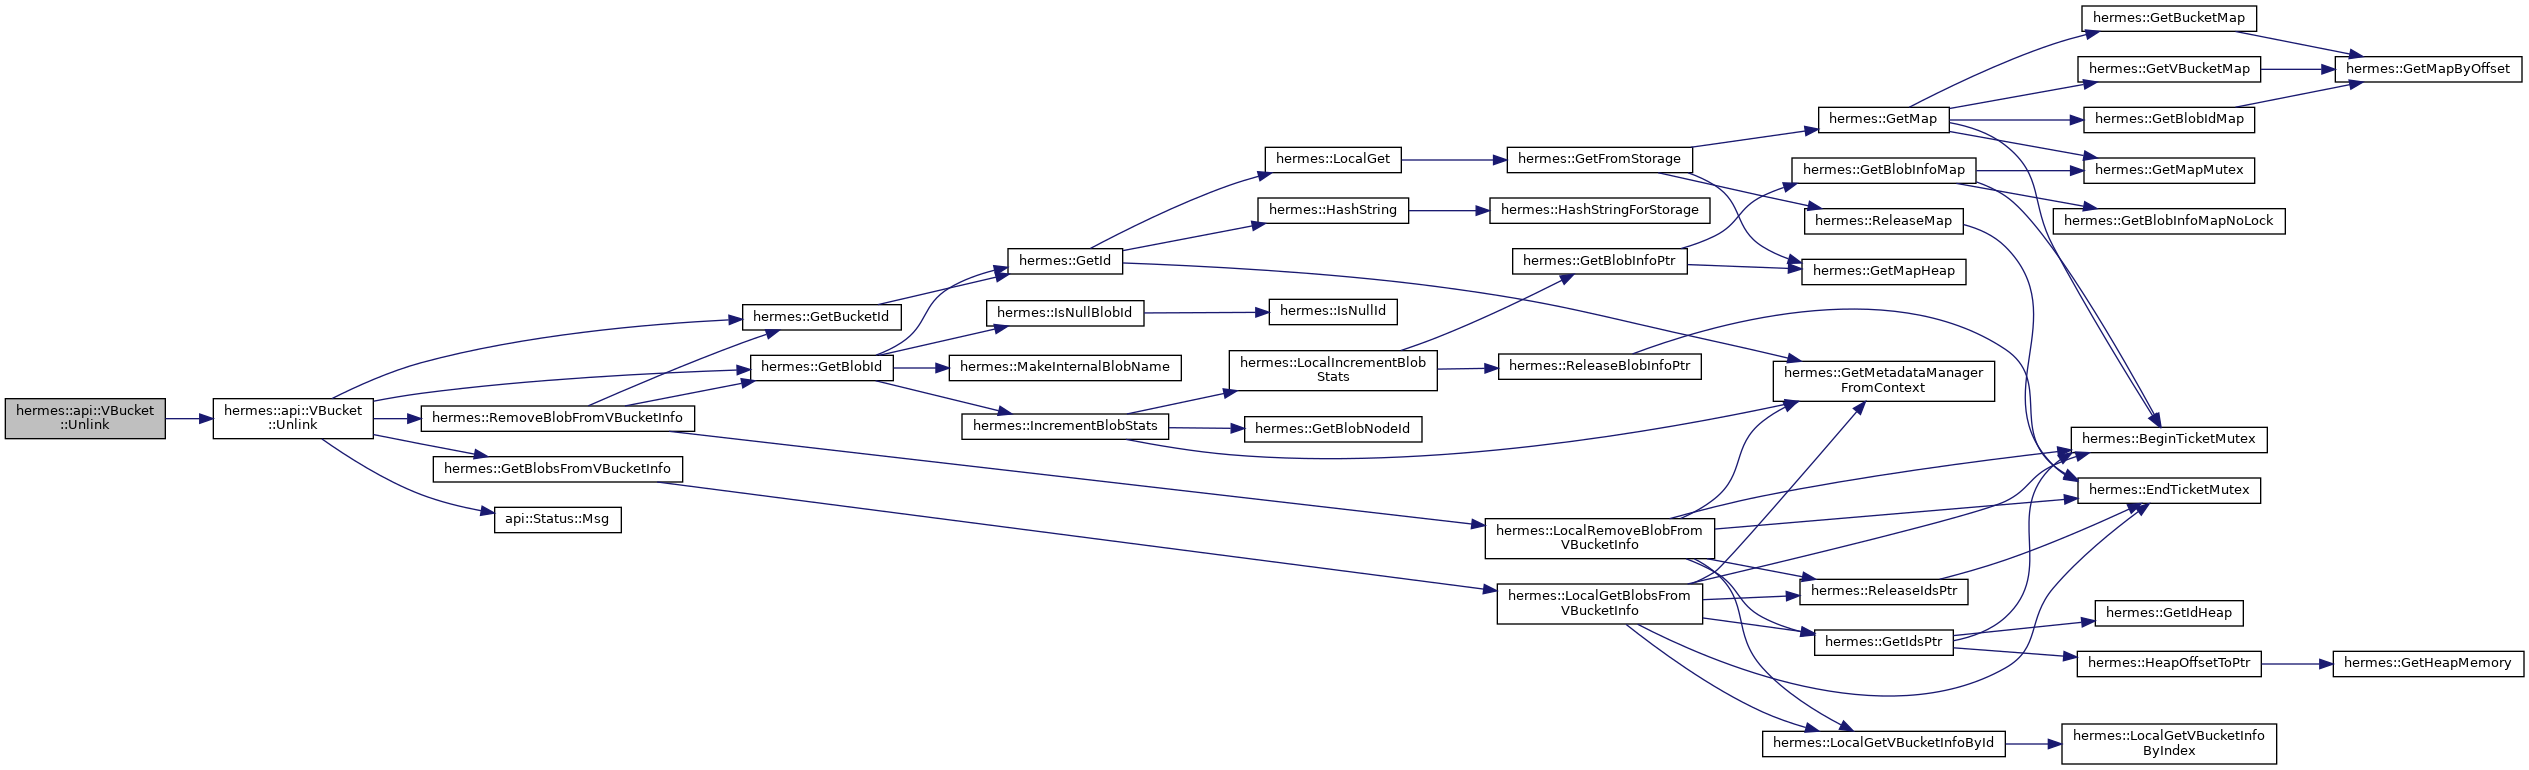 hermes::api::VBucket
::Unlink
hermes::api::VBucket
::Unlink
hermes::RemoveBlobFromVBucketInfo
hermes::GetBlobsFromVBucketInfo
api::Status::Msg
hermes::GetBucketId
hermes::GetBlobId
hermes::GetId
hermes::IsNullBlobId
hermes::MakeInternalBlobName
hermes::IncrementBlobStats
hermes::LocalGet
hermes::HashString
hermes::IsNullId
hermes::LocalIncrementBlob
Stats
hermes::GetBlobNodeId
hermes::GetFromStorage
hermes::HashStringForStorage
hermes::GetBlobInfoPtr
hermes::ReleaseBlobInfoPtr
hermes::LocalRemoveBlobFrom
VBucketInfo
hermes::LocalGetBlobsFrom
VBucketInfo
hermes::GetMap
hermes::GetBlobInfoMap
hermes::ReleaseMap
hermes::GetMapHeap
hermes::GetMetadataManager
FromContext
hermes::ReleaseIdsPtr
hermes::GetIdsPtr
hermes::LocalGetVBucketInfoById
hermes::GetBucketMap
hermes::GetVBucketMap
hermes::GetBlobIdMap
hermes::GetMapMutex
hermes::GetBlobInfoMapNoLock
hermes::BeginTicketMutex
hermes::EndTicketMutex
hermes::GetIdHeap
hermes::HeapOffsetToPtr
hermes::LocalGetVBucketInfo
ByIndex
hermes::GetMapByOffset
hermes::GetHeapMemory